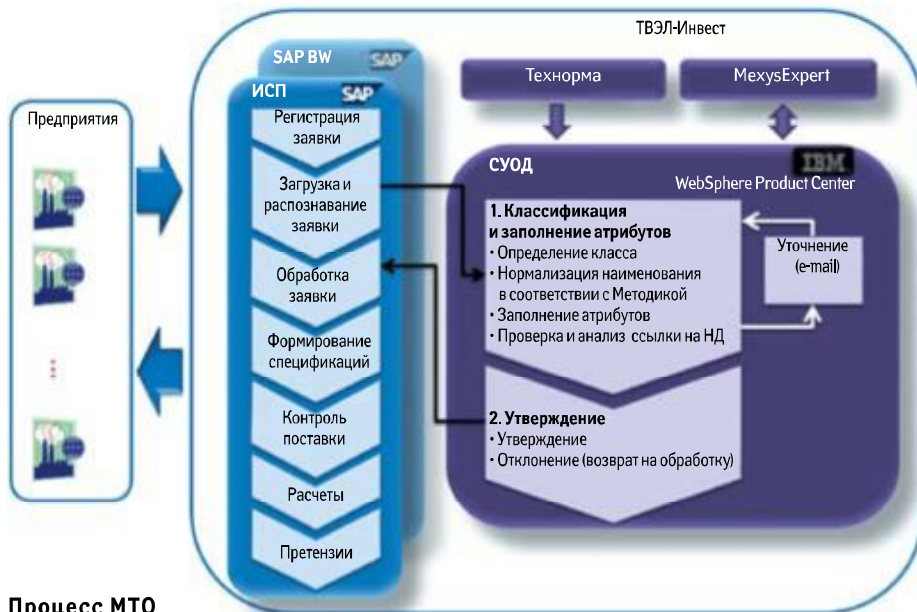 ТВЭЛ-Инвест
SAP BW
SAP
ИСП
SAP
Технорма
MexysExpert
Предприятия
Регистрация
заявки
Загрузка и
распознавание
заявки
Обработка
заявки
Формирование
спецификаций
Контроль
поставки
Расчеты
Претензии
СУОД
IBM
WebSphere Product Center
1. Классификация
и заполнение атрибутов
• Определение класса
• Нормализация наименования
в соответствии с Методикой
• Заполнение атрибутов
• Проверка и анализ ссылки на НД
Уточнение
(e-mail)
2. Утверждение
• Утверждение
• Отклонение (возврат на обработку)
Процесс МТО